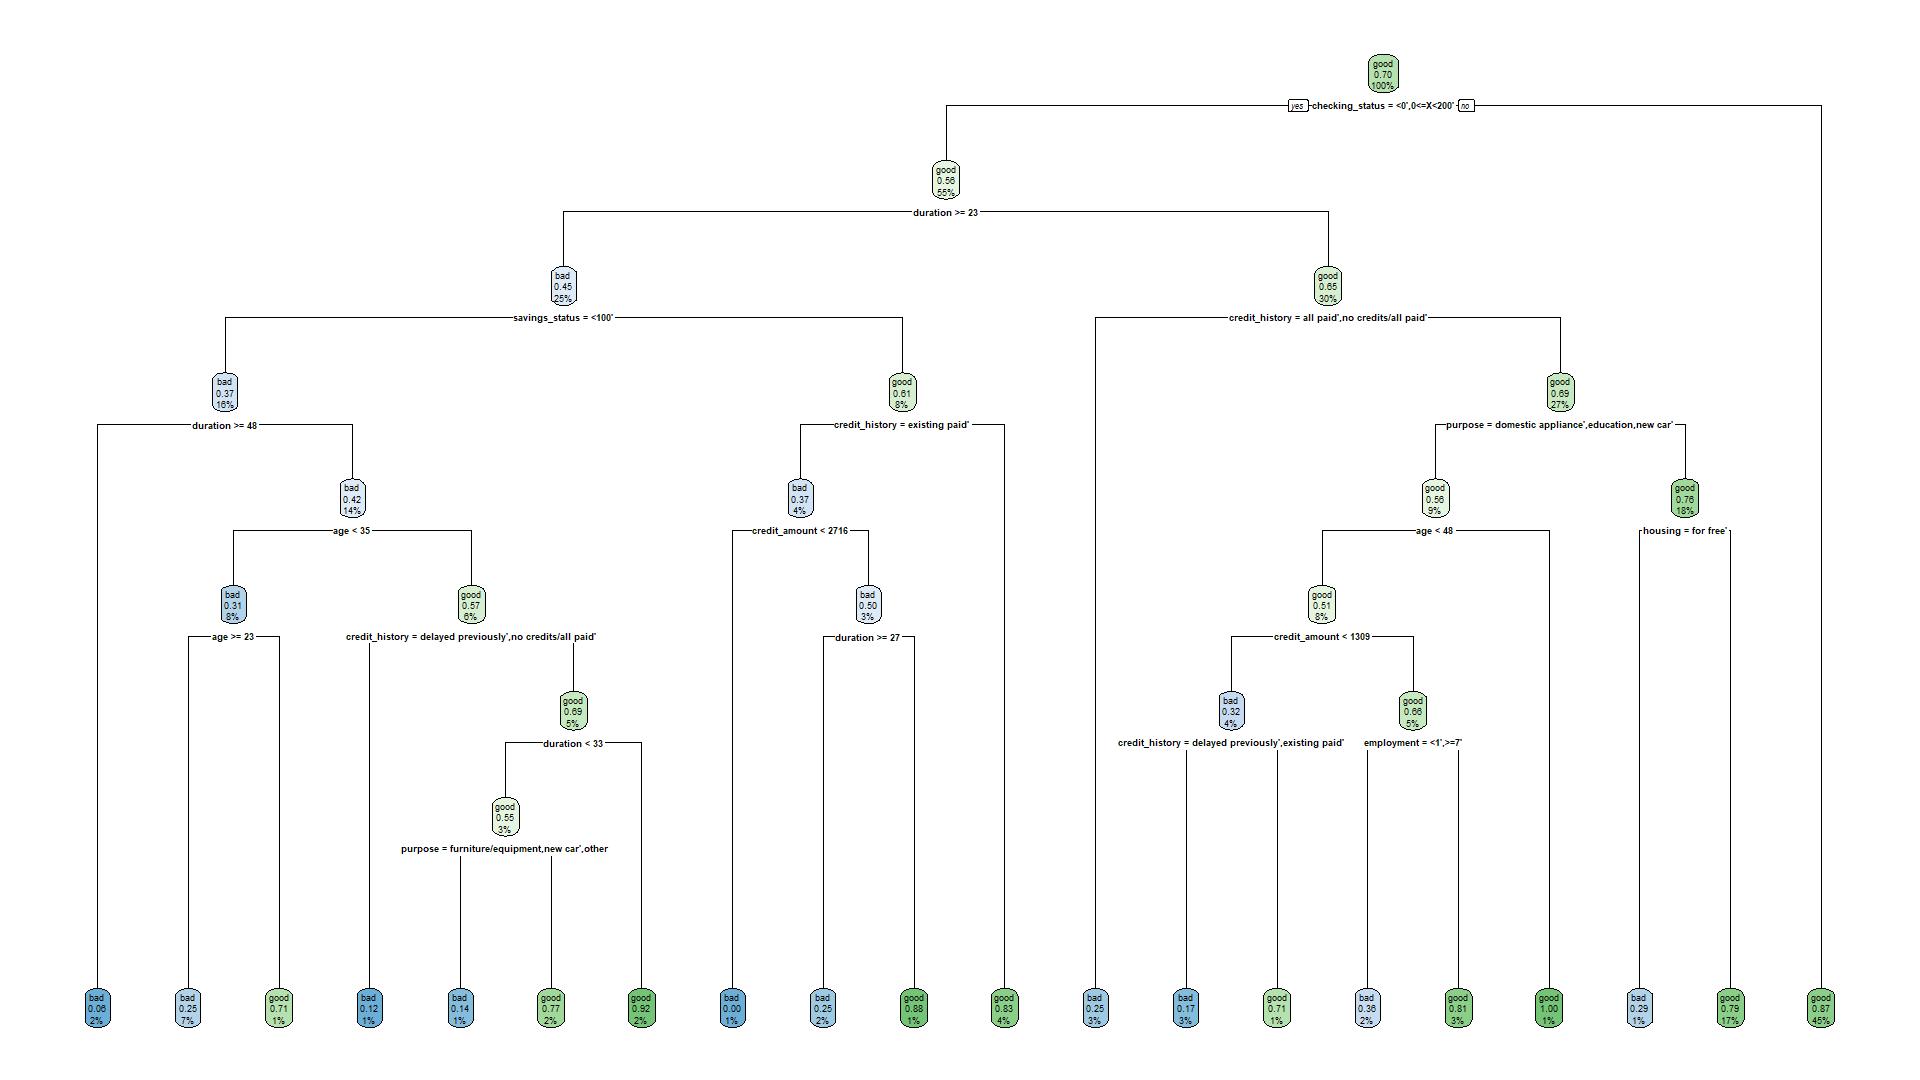 good
0.70
100%
yes checking_status = <0',0<=X<200' no
good
0.56
55%
duration >= 23
bad
0.45
25%
good
0.65
30%
savings_status = <100'
credit_history = all paid',no credits/all paid'
bad
0.37
16%
good
0.61
8%
good
0.69
27%
duration >= 48
credit_history = existing paid'
purpose = domestic appliance',education,new car'
bad
0.42
14%
bad
0.37
4%
good
0.56
9%
good
0.76
18%
age < 35
credit_amount < 2716
age < 48
housing = for free'
bad
0.31
8%
good
0.57
6%
bad
0.50
3%
good
0.51
8%
age >= 23
credit_history = delayed previously',no credits/all paid'
duration >= 27
credit_amount < 1309
good
0.69
5%
bad
0.32
4%
good
0.66
5%
duration < 33
credit_history = delayed previously',existing paid'
employment = <1',>=7'
good
0.55
3%
purpose = furniture/equipment,new car',other
bad
0.06
2%
bad
0.25
7%
good
0.71
1%
bad
0.12
1%
bad
0.14
1%
good
0.77
2%
good
0.92
2%
bad
0.00
1%
bad
0.25
2%
good
0.88
1%
good
0.83
4%
bad
0.25
3%
bad
0.17
3%
good
0.71
1%
bad
0.36
2%
good
0.81
3%
good
1.00
1%
bad
0.29
1%
good
0.79
17%
good
0.87
45%